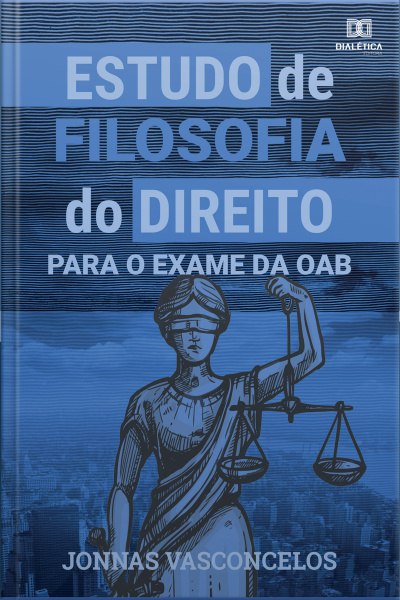 DIALÉTICA
ESTUDO de
FILOSOFIA
do DIREITO
PARA O EXAME DA OAB
JONNAS VASCONCELOS